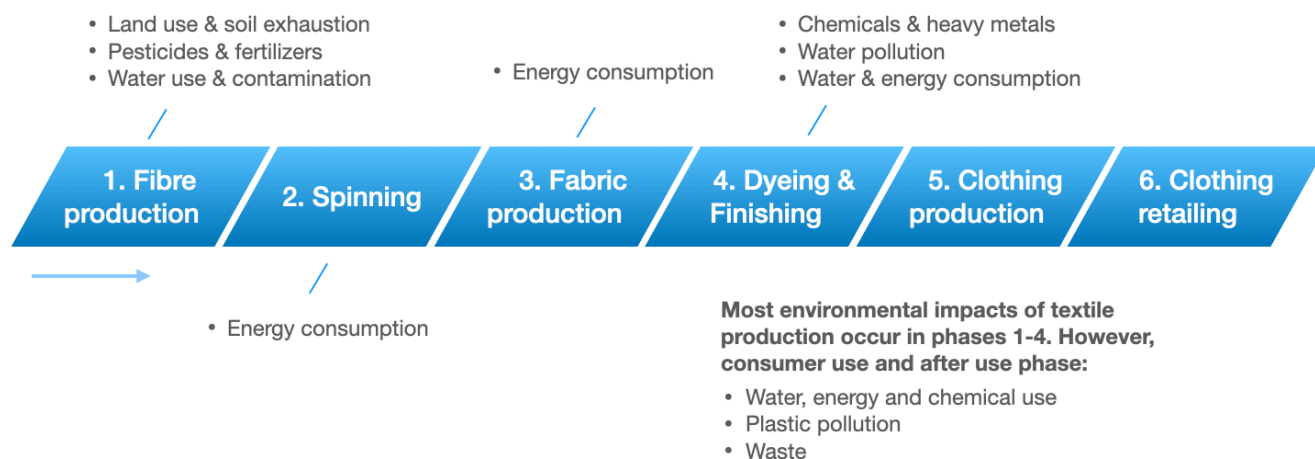 • Land use & soil exhaustion
• Pesticides & fertilizers
• Water use & contamination
• Energy consumption
• Chemicals & heavy metals
• Water pollution
• Water & energy consumption
1. Fibre
production
2. Spinning
3. Fabric
production
4. Dyeing &
Finishing
5. Clothing
production
6. Clothing
retailing
• Energy consumption
Most environmental impacts of textile
production occur in phases 1-4. However,
consumer use and after use phase:
• Water, energy and chemical use
• Plastic pollution
• Waste